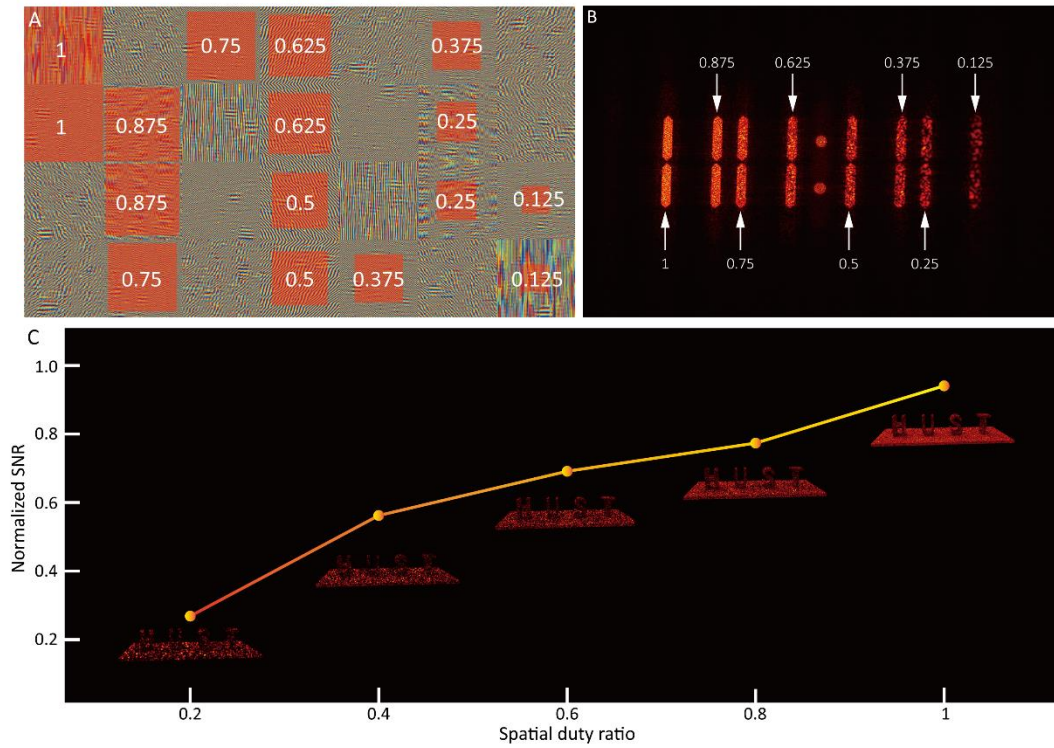 A
1 0.75 0.625 0.375
1 0.875 0.625 0.25
0.875 0.5 0.25 0.125
0.75 0.5 0.375 0.125
B
0.875 0.625 0.375 0.125
1 0.75 0.5 0.25
C
Normalized SNR
1.0
0.8
0.6
0.4
0.2
HUST
HUST
HUST
HUST
HUST
0.2 0.4 0.6 0.8 1
Spatial duty ratio